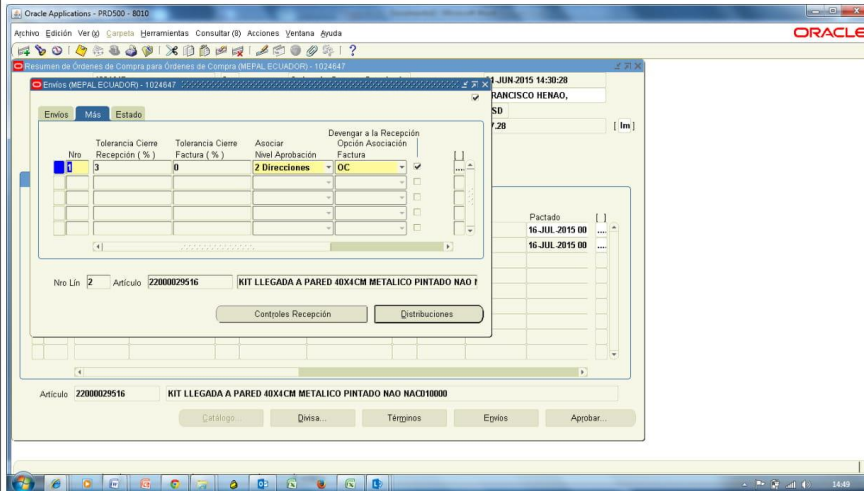 Oracle Applications - PRD500 - 8010
Archivo Edición Ver(x) Carpeta Herramientas Consultar(8) Acciones Ventana Ayuda
ORACLE
Resumen de Órdenes de Compra para Órdenes de Compra (MEPAL ECUADOR) - 1024647
Envíos (MEPAL ECUADOR) - 1024647
-JUN-2015 14:30:28
RANCISCO HENAO,
SD
7.28
[ lm ]
Envíos Más Estado
Devengar a la Recepción
Tolerancia Cierre Tolerancia Cierre Asociar Opción Asociación
Nro Recepción ( % ) Factura ( % ) Nivel Aprobación Factura [ ]
1 3 0 2 Direcciones OC ....
Pactado [ ]
16-JUL-2015 00 ....
16-JUL-2015 00 ....
Nro Lín 2 Artículo 22000029516 KIT LLEGADA A PARED 40X4CM METALICO PINTADO NAO
Controles Recepción Distribuciones
Artículo 22000029516 KIT LLEGADA A PARED 40X4CM METALICO PINTADO NAO NAC010000
Catálogo... Divisa... Términos Envíos Aprobar...
14:49